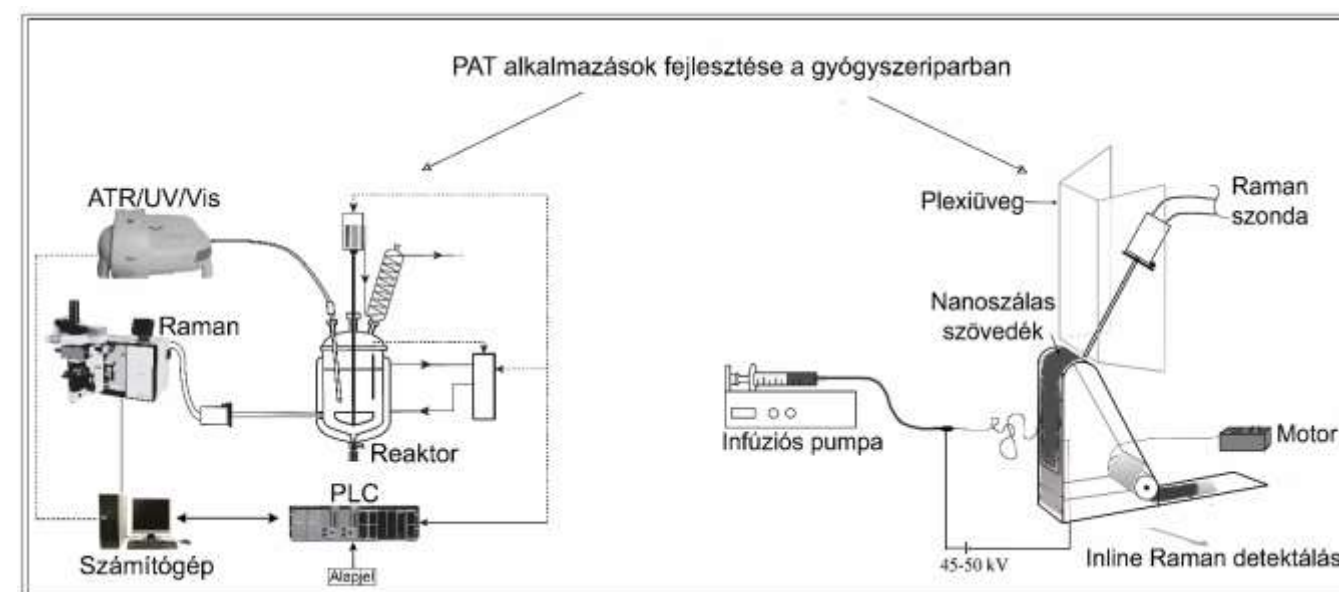 PAT alkalmazások fejlesztése a gyógyszeriparban
ATR/UV/Vis
Raman
Reaktor
PLC
Számítógép
Alapjel
Plexiüveg
Raman
szonda
Nanoszálas
szövedék
Infúziós pumpa
Motor
45-50 kV
Inline Raman detektálás